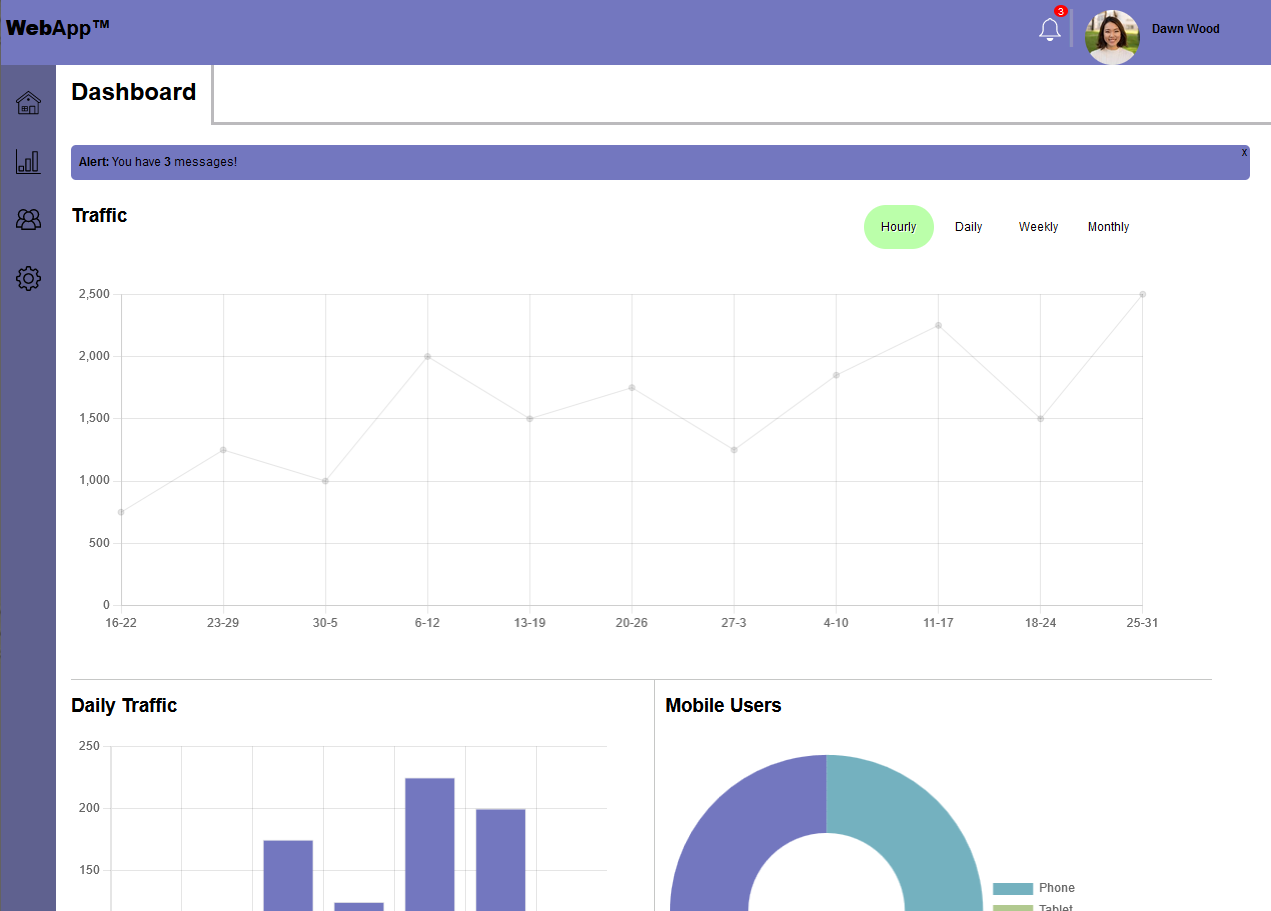 WebApp™
3
Dawn Wood
Dashboard
Alert: You have 3 messages!
x
Traffic
Hourly Daily Weekly Monthly
2,500
2,000
1,500
1,000
500
0
16-22 23-29 30-5 6-12 13-19 20-26 27-3 4-10 11-17 18-24 25-31
Daily Traffic
250
200
150
Mobile Users
Phone
Tablet